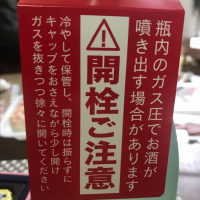 瓶内のガス圧でお酒が
噴き出す場合があります
⚠開栓ご注意
冷やして保管し、開栓時は振らずに
キャップをおさえながら少し開け
ガスを抜きつつ徐々に開いてください